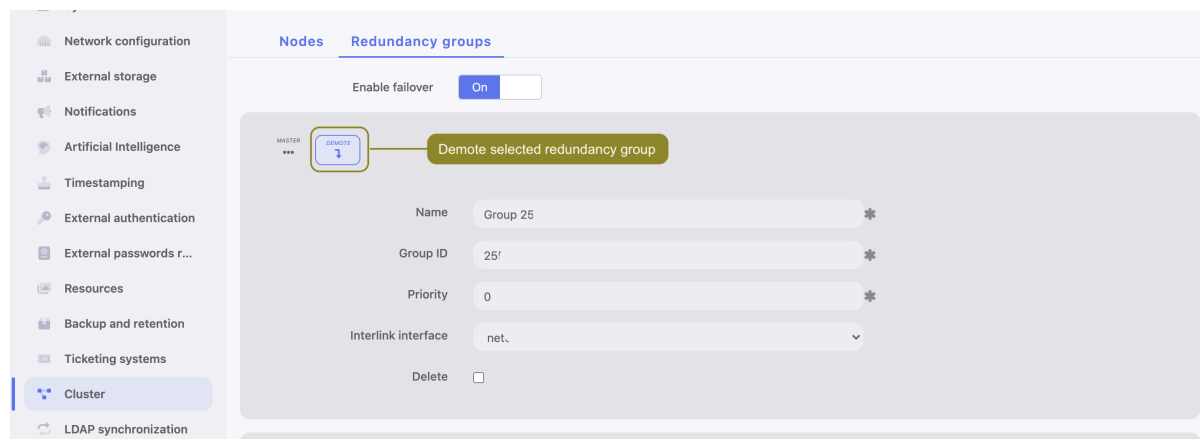 Network configuration
External storage
Notifications
Artificial Intelligence
Timestamping
External authentication
External passwords r...
Resources
Backup and retention
Ticketing systems
Cluster
LDAP synchronization
Nodes Redundancy groups
Enable failover On
MASTER DEMOTE
Demote selected redundancy group
Name Group 25
Group ID
Priority 0
Interlink interface
Delete